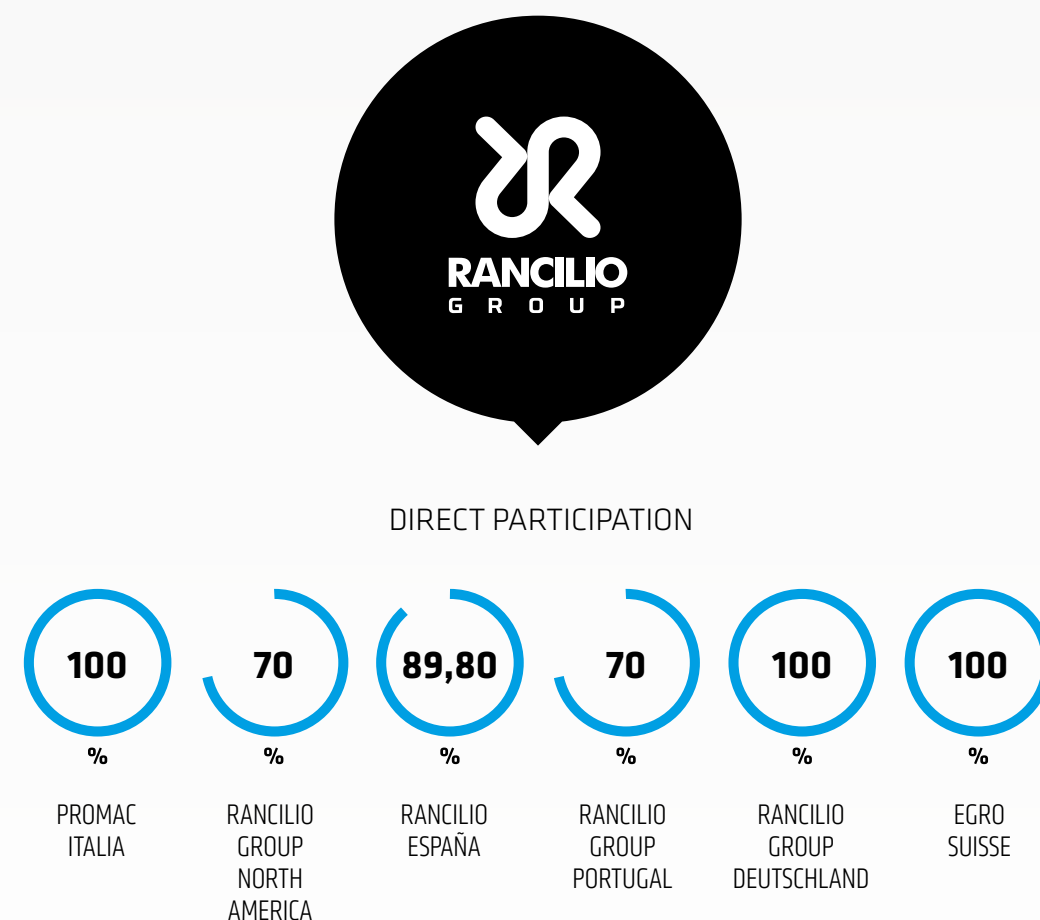 RANCILIO
GROUP
DIRECT PARTICIPATION
100
70
89,80
70
100
100
%
%
%
%
%
%
PROMAC
ITALIA
RANCILIO
GROUP
NORTH
AMERICA
RANCILIO
ESPAÑA
RANCILIO
GROUP
PORTUGAL
RANCILIO
GROUP
DEUTSCHLAND
EGRO
SUISSE